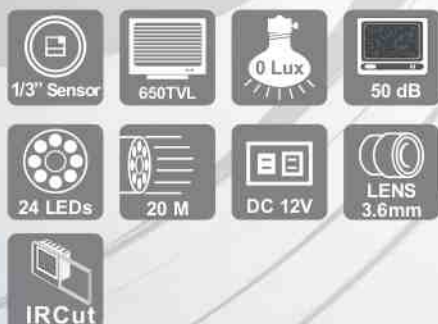 1/3" Sensor
650TVL
0 Lux
50 dB
24 LEDs
20 M
DC 12V
LENS
3.6mm
IRCut